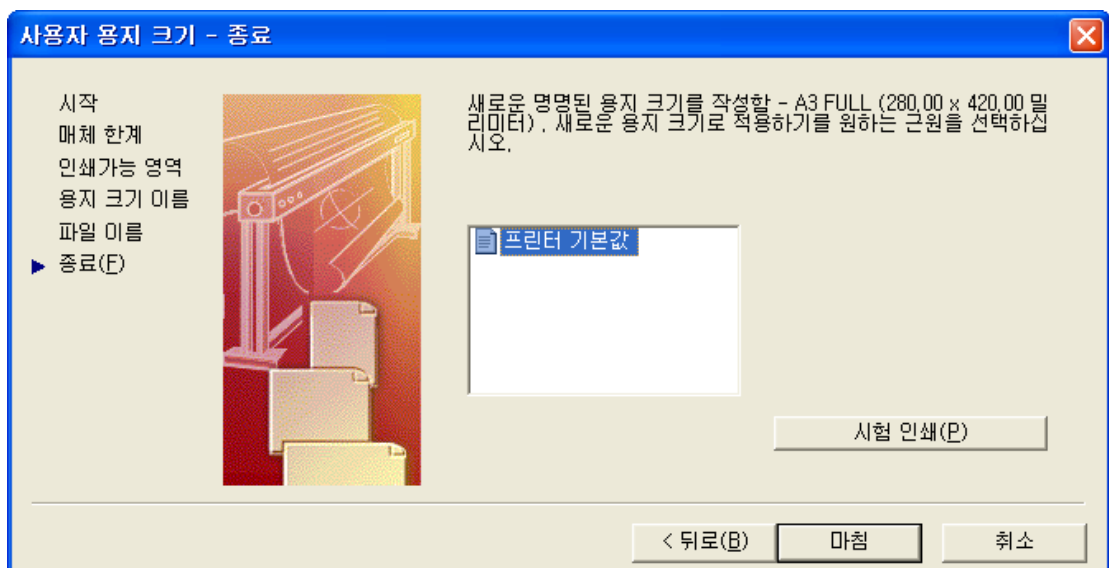 사용자 용지 크기 - 종료
시작
매체 한계
인쇄가능 영역
용지 크기 이름
파일 이름
▶ 종료(F)
새로운 명명된 용지 크기를 작성함 - A3 FULL (280.00 x 420.00 밀
리미터) . 새로운 용지 크기로 적용하기를 원하는 근원을 선택하십
시오.
프린터 기본값
시험 인쇄(P)
< 뒤로(B)
마침
취소